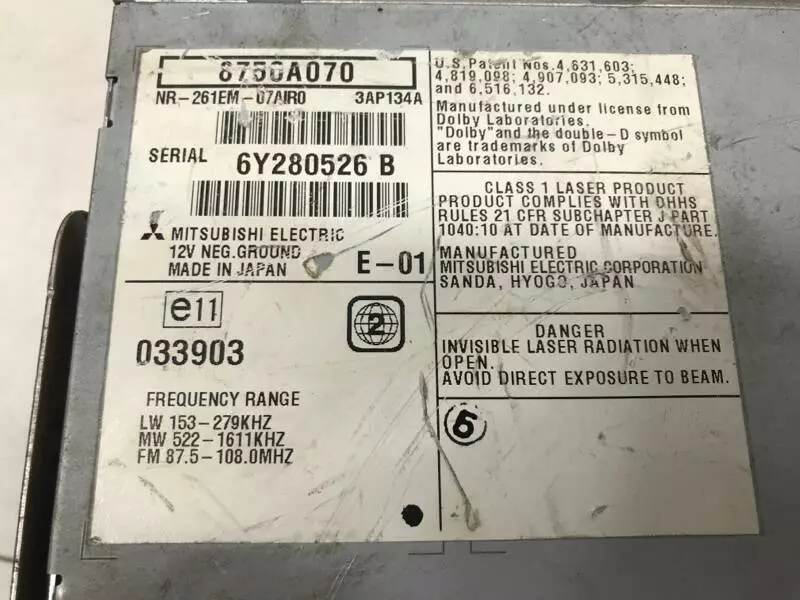 8750A070
NR-261EM-07AIR0 3AP134A
SERIAL 6Y280526 B
MITSUBISHI ELECTRIC
12V NEG.GROUND
MADE IN JAPAN E-01
e11
033903
2
FREQUENCY RANGE
LW 153-279KHZ
MW 522-1611KHZ
FM 87.5-108.0MHZ
U.S.Patent Nos.4,631,603;
4,819,098; 4,907,093; 5,315,448;
and 6,516,132.
Manufactured under license from
Dolby Laboratories.
"Dolby"and the double-D symbol
are trademarks of Dolby
Laboratories.
CLASS 1 LASER PRODUCT
PRODUCT COMPLIES WITH DHHS
RULES 21 CFR SUBCHAPTER J PART
1040:10 AT DATE OF MANUFACTURE.
MANUFACTURED
MITSUBISHI ELECTRIC CORPORATION
SANDA, HYOGO, JAPAN
DANGER
INVISIBLE LASER RADIATION WHEN
OPEN.
AVOID DIRECT EXPOSURE TO BEAM.